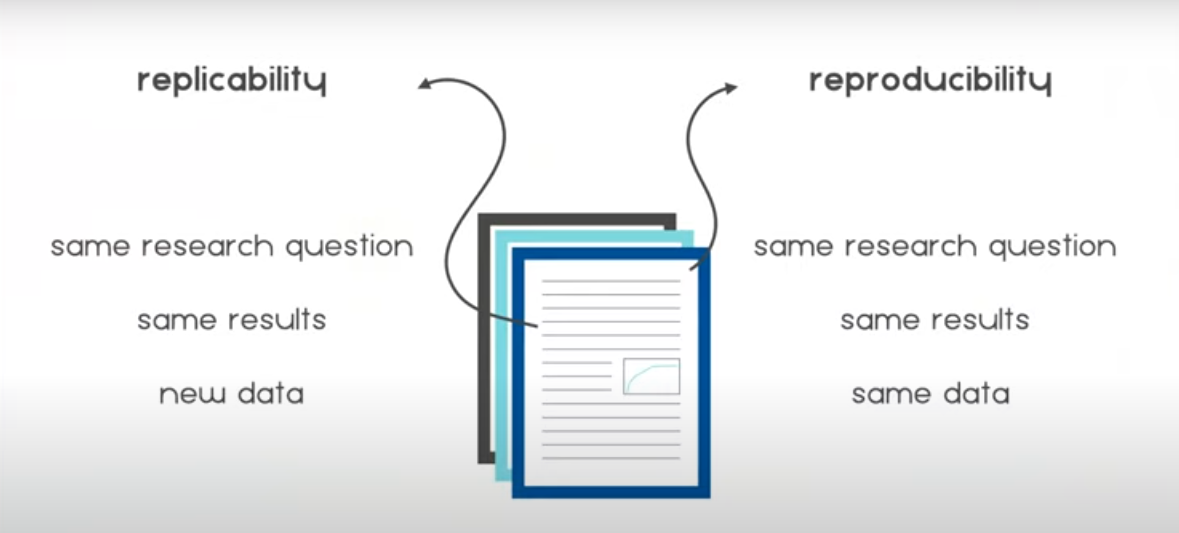 replicability
same research question
same results
new data
reproducibility
same research question
same results
same data